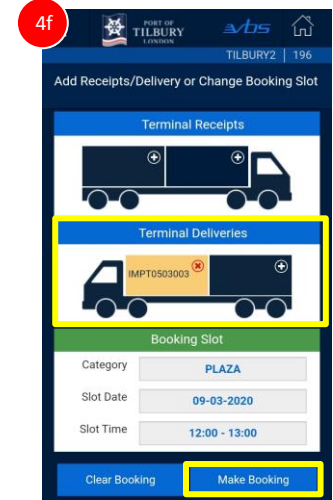 4f
PORT OF
TILBURY
LONDON
vbs
TILBURY2 | 196
Add Receipts/Delivery or Change Booking Slot
Terminal Receipts
Terminal Deliveries
IMPT0503003
Booking Slot
Category PLAZA
Slot Date 09-03-2020
Slot Time 12:00 - 13:00
Clear Booking Make Booking